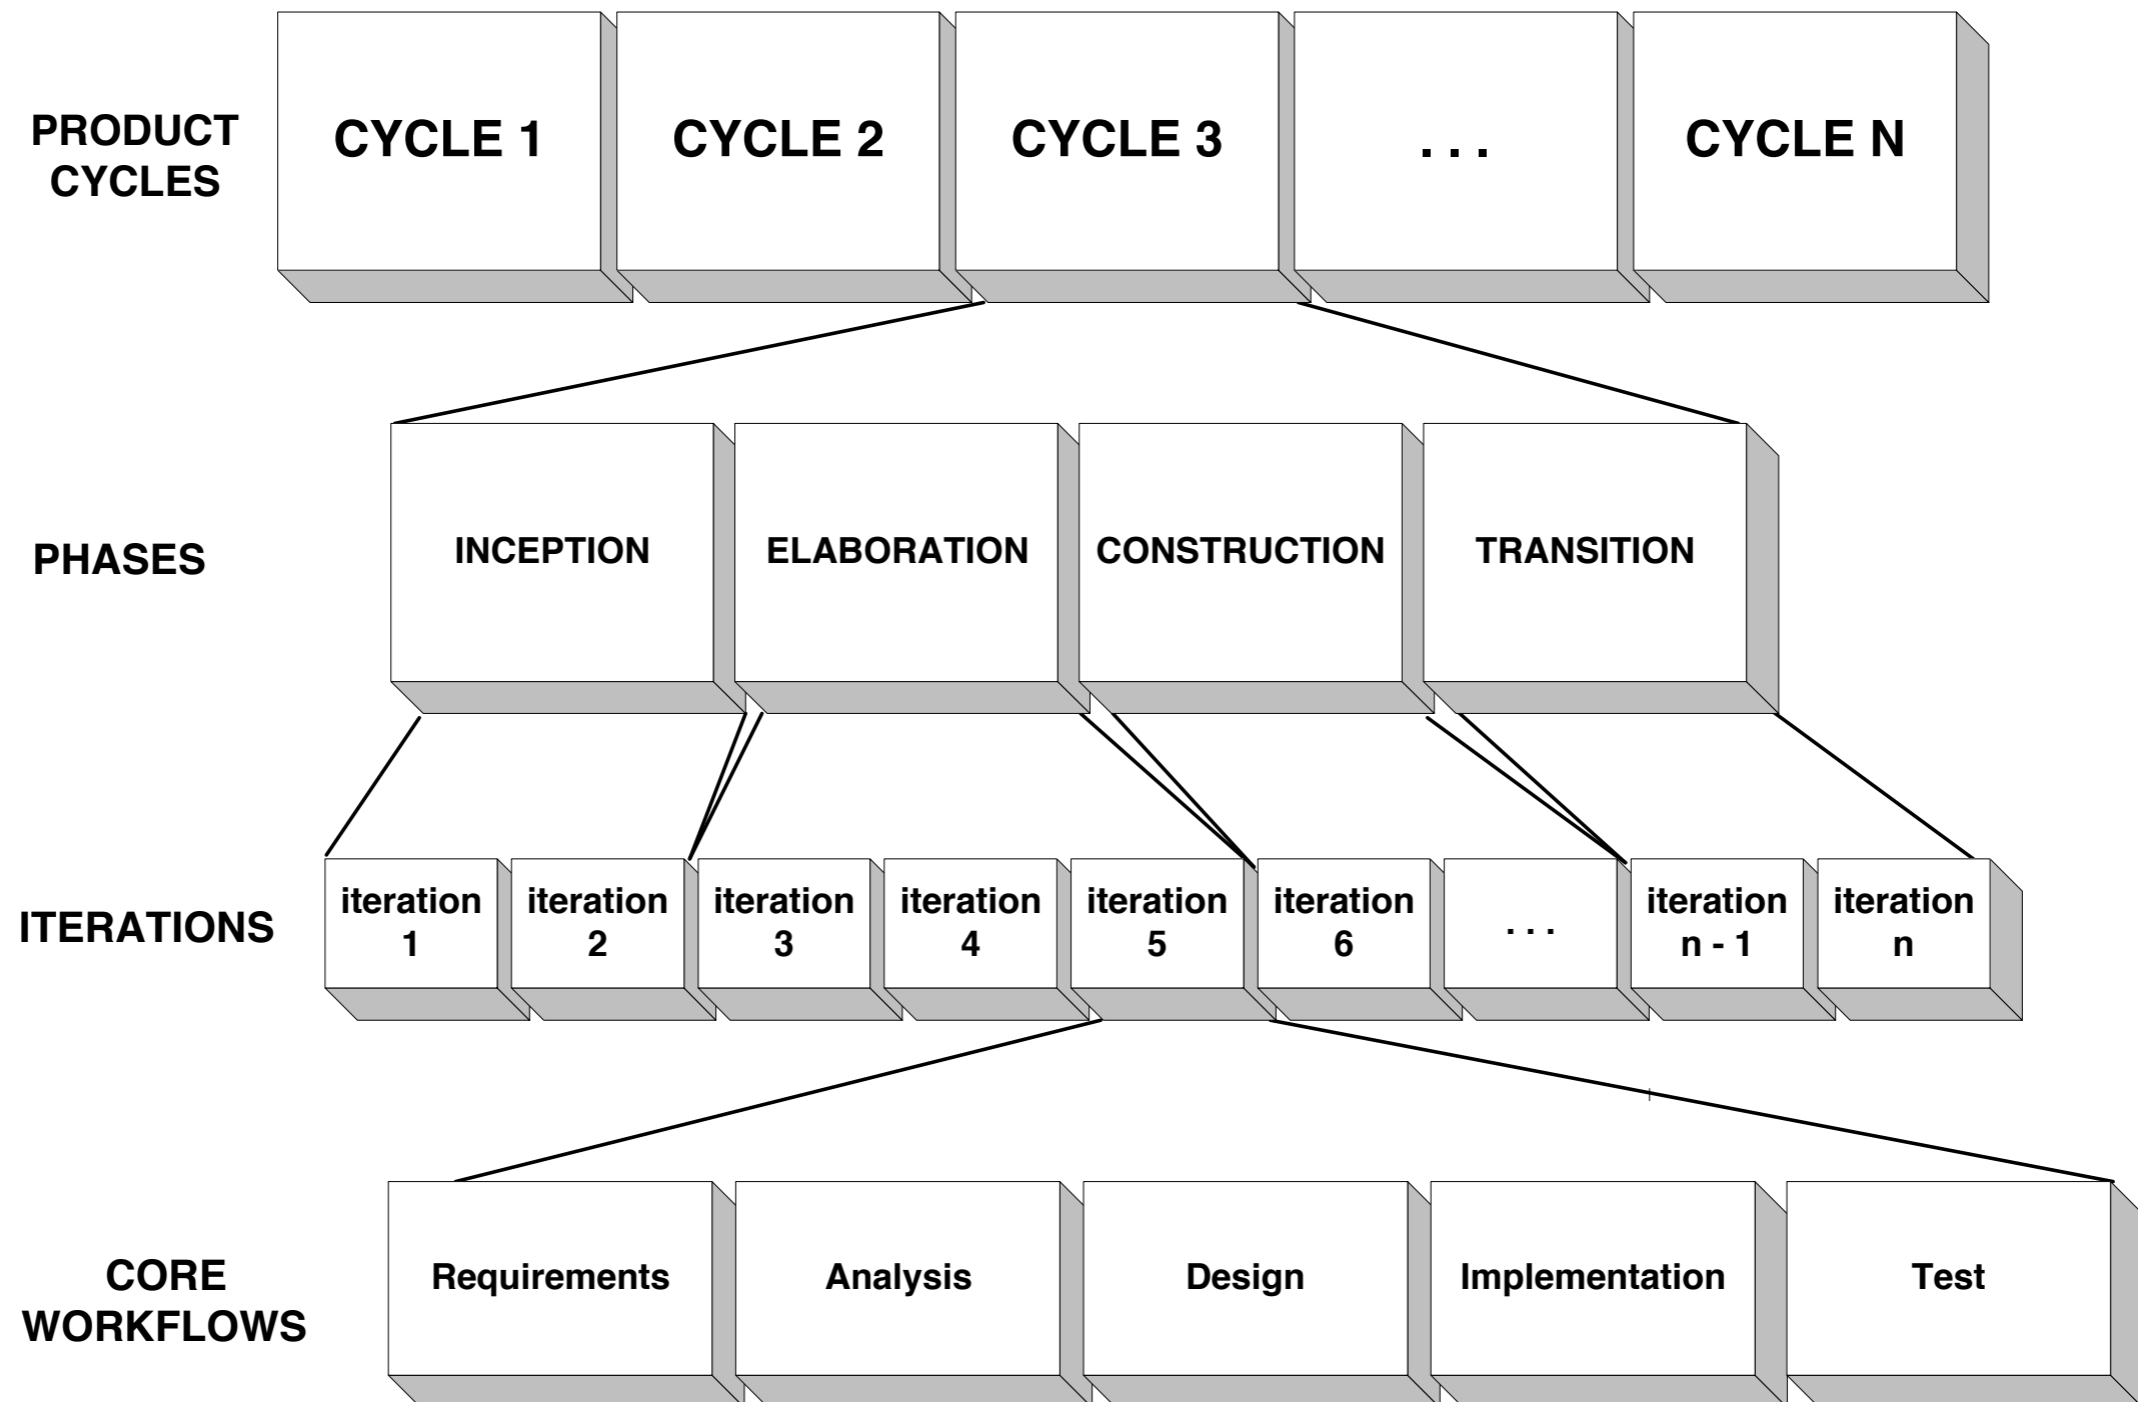 PRODUCT
CYCLES
CYCLE 1
CYCLE 2
CYCLE 3
. . .
CYCLE N
PHASES
INCEPTION
ELABORATION
CONSTRUCTION
TRANSITION
ITERATIONS
iteration
1
iteration
2
iteration
3
iteration
4
iteration
5
iteration
6
. . .
iteration
n - 1
iteration
n
CORE
WORKFLOWS
Requirements
Analysis
Design
Implementation
Test